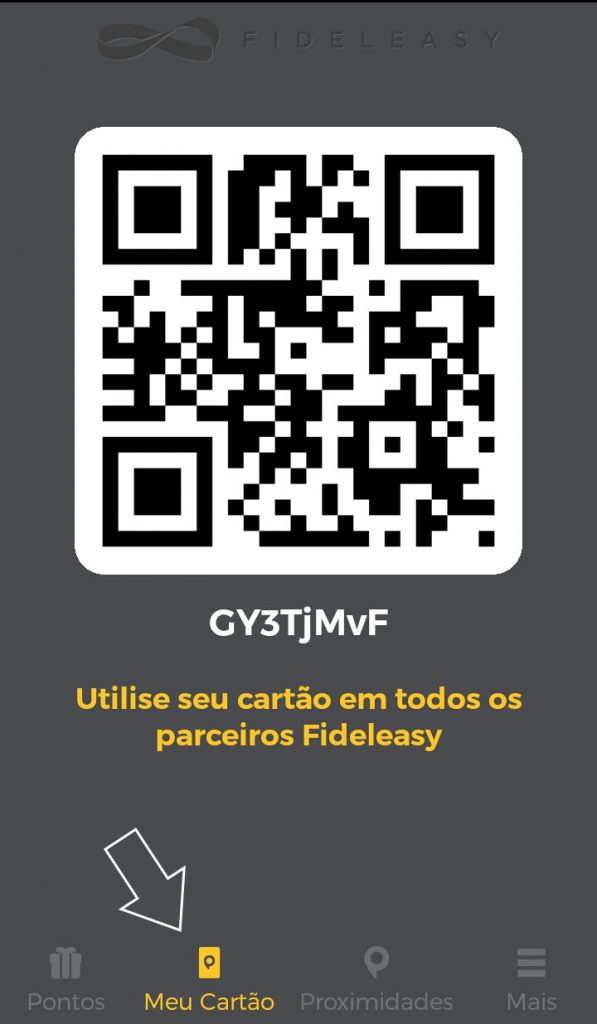 FIDELEASY
GY3TjMvF
Utilise seu cartão em todos os
parceiros Fideleasy
Pontos
Meu Cartão
Proximidades
Mais